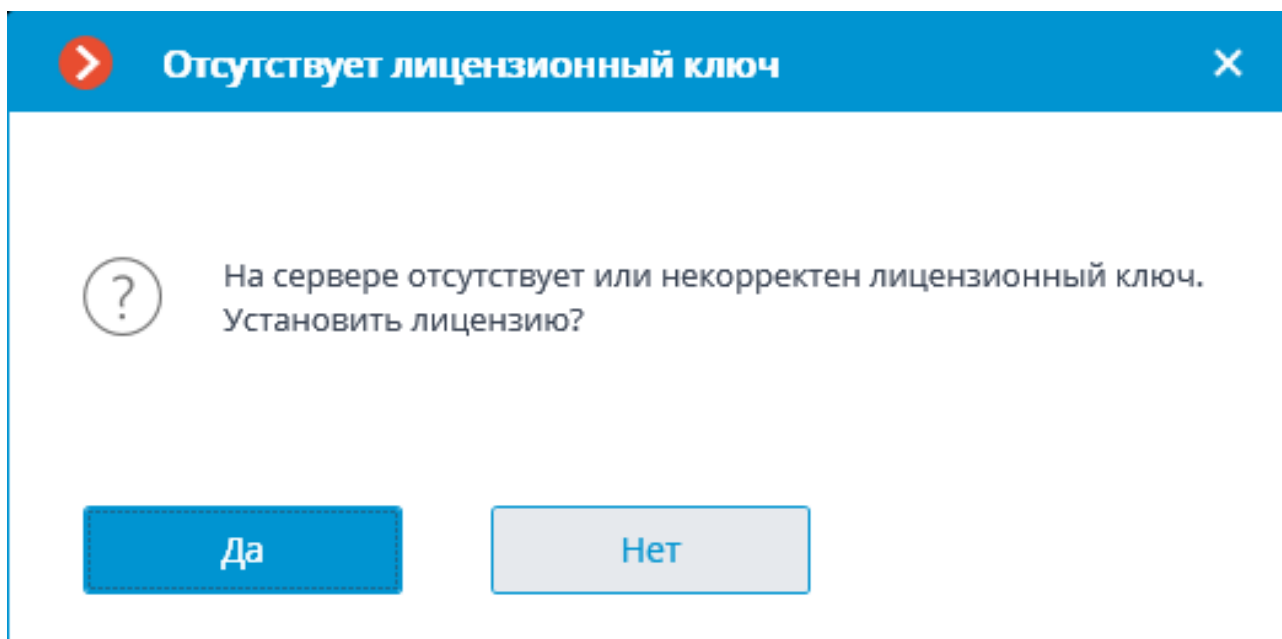 Отсутствует лицензионный ключ
На сервере отсутствует или некорректен лицензионный ключ.
Установить лицензию?
Да
Нет